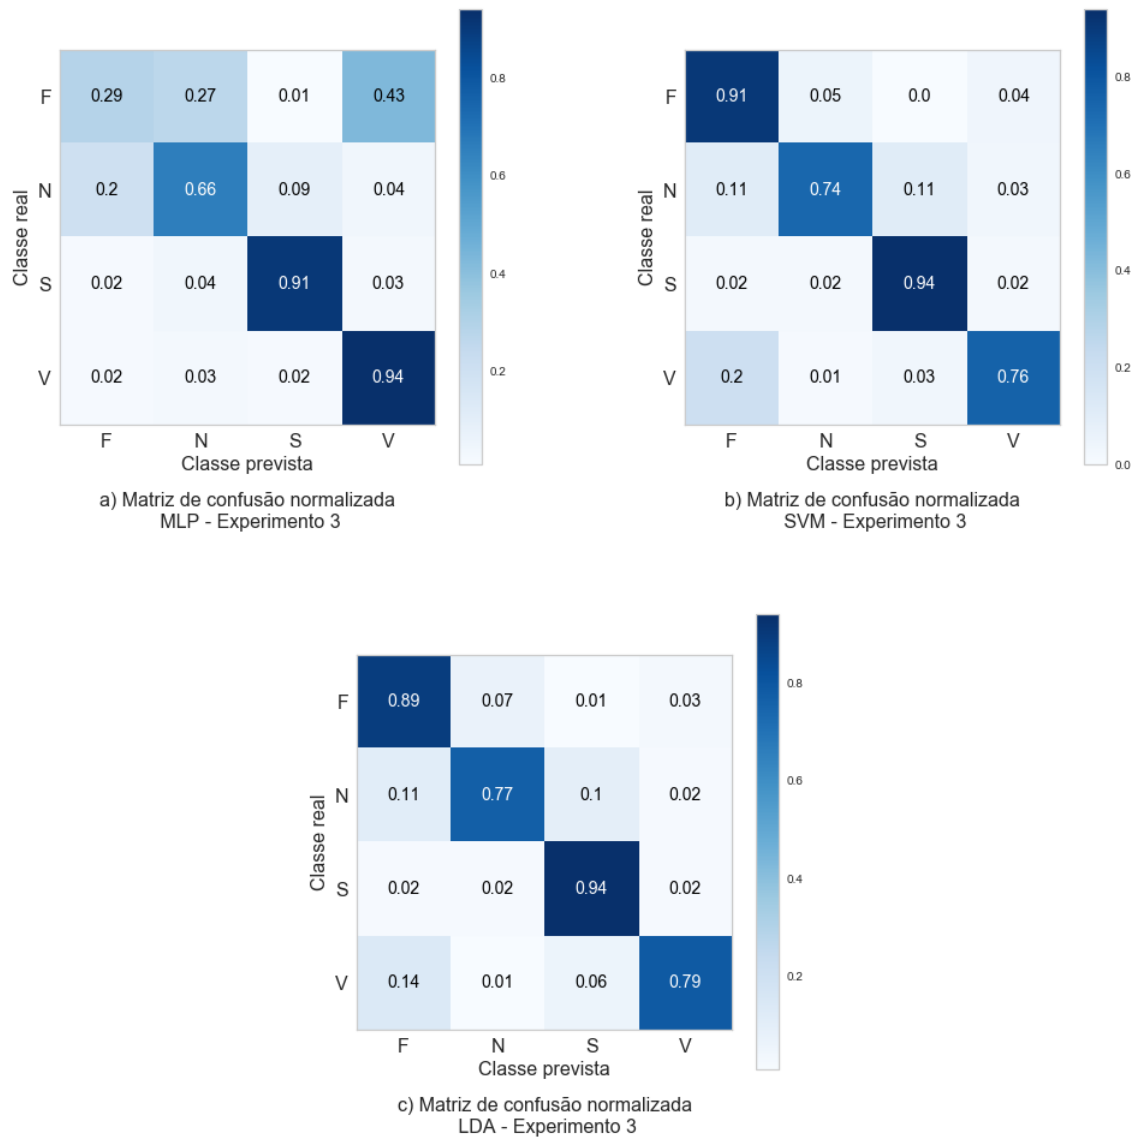 F 0.29 0.27 0.01 0.43
N 0.2 0.66 0.09 0.04
S 0.02 0.04 0.91 0.03
V 0.02 0.03 0.02 0.94
F N S V
Classe real
Classe prevista
0.8
0.6
0.4
0.2
a) Matriz de confusão normalizada
MLP - Experimento 3
F 0.91 0.05 0.0 0.04
N 0.11 0.74 0.11 0.03
S 0.02 0.02 0.94 0.02
V 0.2 0.01 0.03 0.76
F N S V
Classe real
Classe prevista
0.8
0.6
0.4
0.2
0.0
b) Matriz de confusão normalizada
SVM - Experimento 3
F 0.89 0.07 0.01 0.03
N 0.11 0.77 0.1 0.02
S 0.02 0.02 0.94 0.02
V 0.14 0.01 0.06 0.79
F N S V
Classe real
Classe prevista
0.8
0.6
0.4
0.2
c) Matriz de confusão normalizada
LDA - Experimento 3